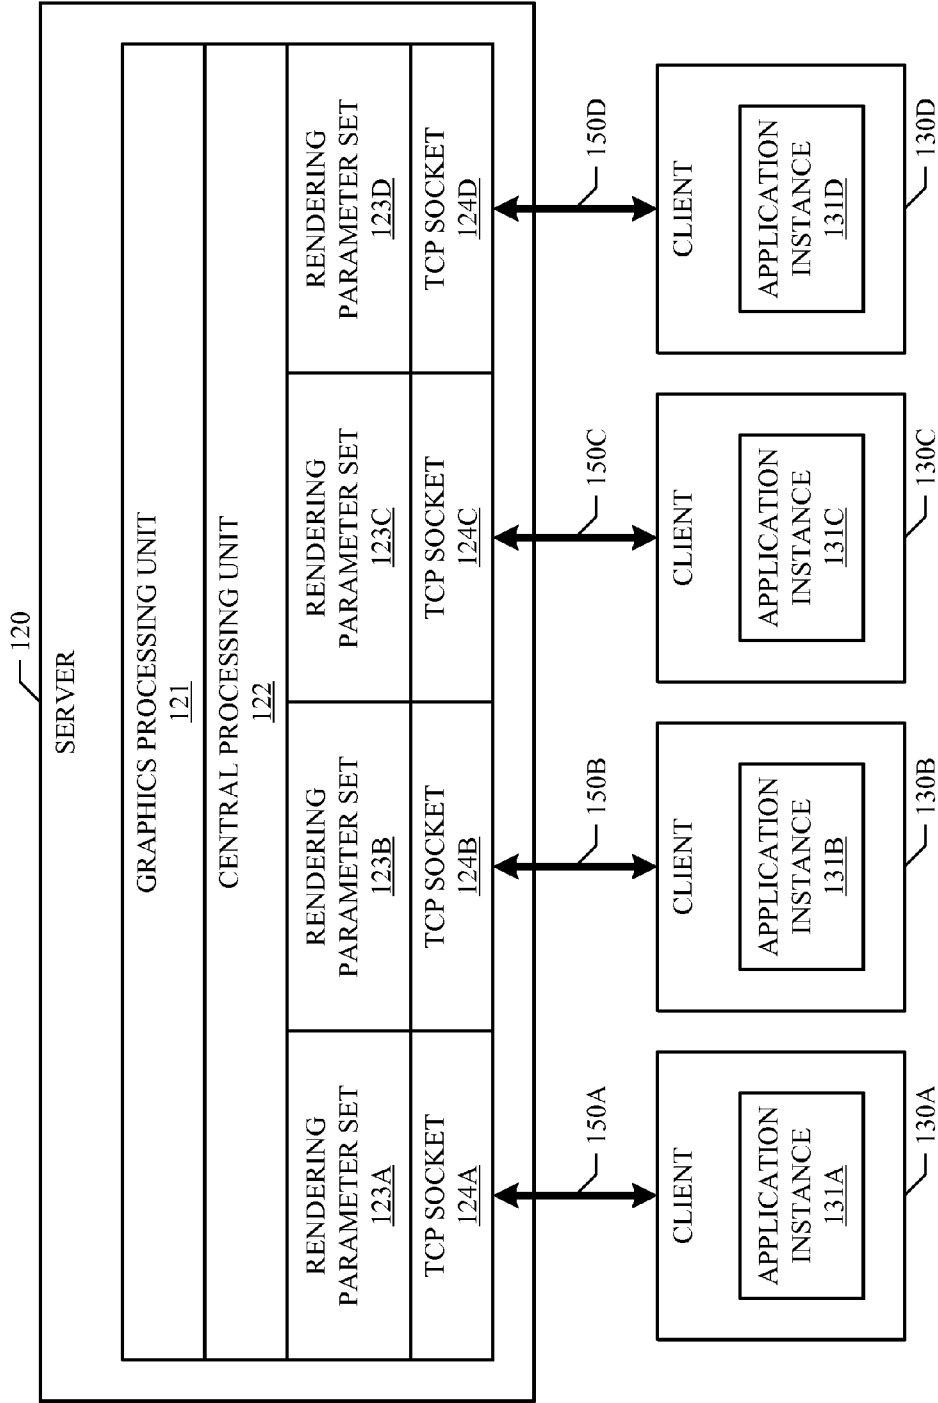 120
SERVER
GRAPHICS PROCESSING UNIT
121
CENTRAL PROCESSING UNIT
122
RENDERING
PARAMETER SET
123A
RENDERING
PARAMETER SET
123B
RENDERING
PARAMETER SET
123C
RENDERING
PARAMETER SET
123D
TCP SOCKET
124A
TCP SOCKET
124B
TCP SOCKET
124C
TCP SOCKET
124D
150A
150B
150C
150D
CLIENT
APPLICATION
INSTANCE
131A
130A
CLIENT
APPLICATION
INSTANCE
131B
130B
CLIENT
APPLICATION
INSTANCE
131C
130C
CLIENT
APPLICATION
INSTANCE
131D
130D